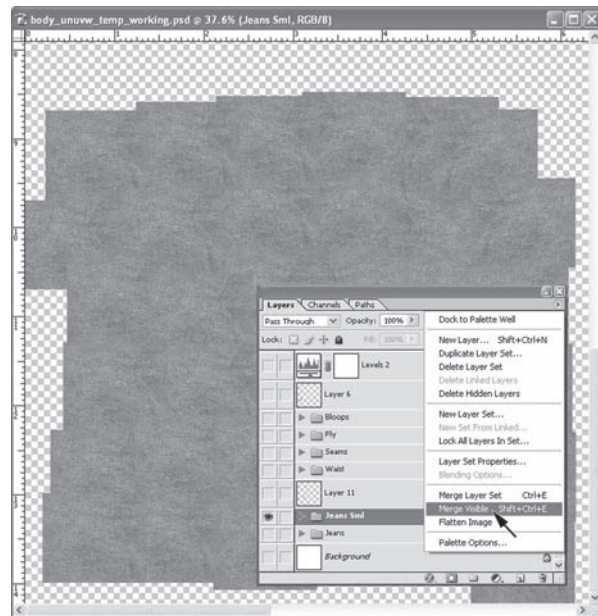 body_unuvw_temp_working.psd @ 37.6% (Jeans Sml, RGB/8)
Layers Channels Paths
Pass Through Opacity: 100%
Lock: Fill: 100%
Levels 2
Layer 6
Bloops
Fly
Seams
Waist
Layer 11
Jeans Sml
Jeans
Background
Dock to Palette Well
New Layer... Shift+Ctrl+N
Duplicate Layer Set...
Delete Layer Set
Delete Linked Layers
Delete Hidden Layers
New Layer Set...
New Set From Linked...
Lock All Layers In Set...
Layer Set Properties...
Blending Options...
Merge Layer Set Ctrl+E
Merge Visible Shift+Ctrl+E
Flatten Image
Palette Options...